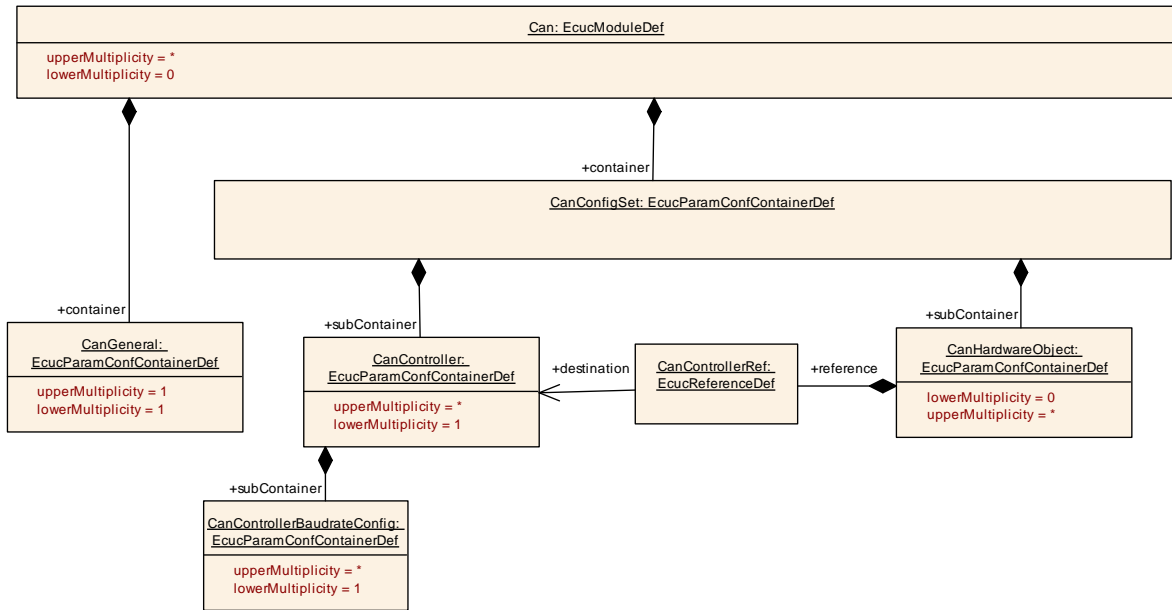 Can: EcucModuleDef
upperMultiplicity = *
lowerMultiplicity = 0
+container
CanConfigSet: EcucParamConfContainerDef
+container
CanGeneral:
EcucParamConfContainerDef
upperMultiplicity = 1
lowerMultiplicity = 1
+subContainer
CanController:
EcucParamConfContainerDef
upperMultiplicity = *
lowerMultiplicity = 1
+destination
CanControllerRef:
EcucReferenceDef
+reference
+subContainer
CanHardwareObject:
EcucParamConfContainerDef
lowerMultiplicity = 0
upperMultiplicity = *
+subContainer
CanControllerBaudrateConfig:
EcucParamConfContainerDef
upperMultiplicity = *
lowerMultiplicity = 1